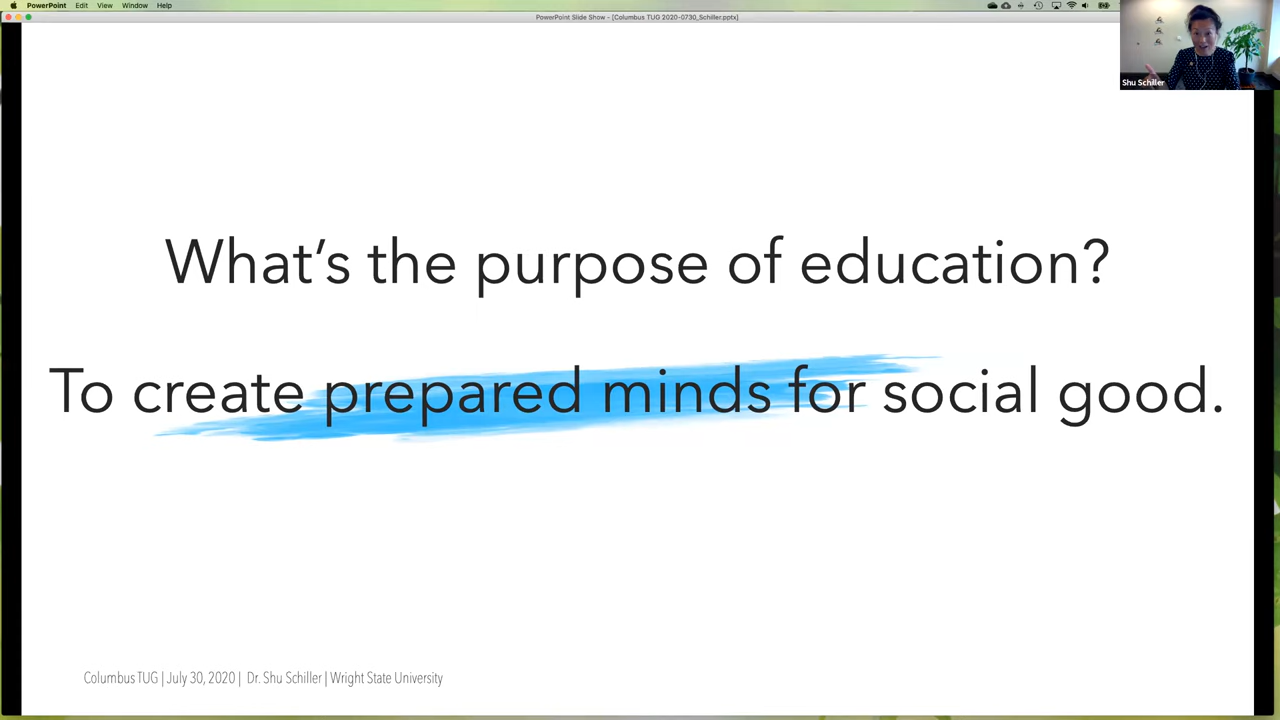 PowerPoint Edit View Window Help
PowerPoint Slide Show - [Columbus TUG 2020-0730_Schiller.pptx]
Shu Schiller
What's the purpose of education?
To create prepared minds for social good.
Columbus TUG | July 30, 2020 | Dr. Shu Schiller | Wright State University